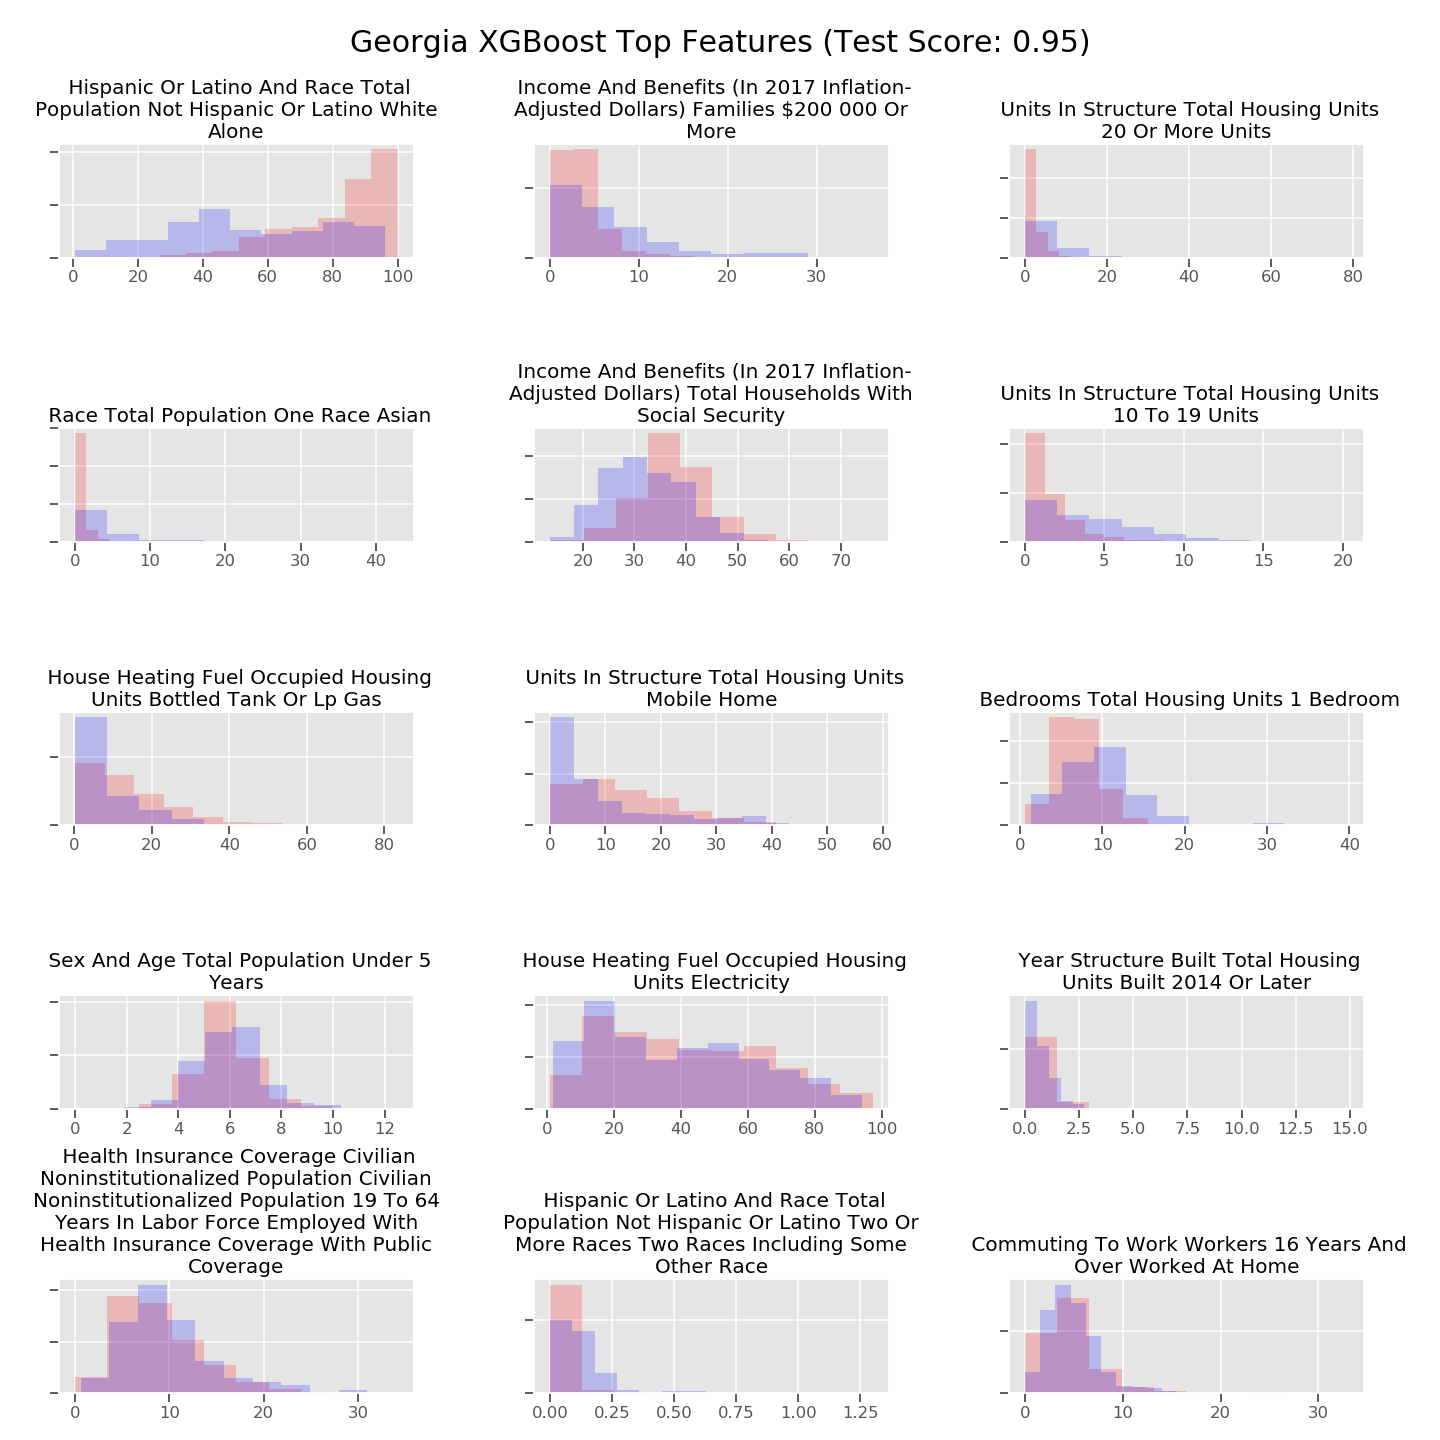 Georgia XGBoost Top Features (Test Score: 0.95)
Hispanic Or Latino And Race Total
Population Not Hispanic Or Latino White
Alone
0 20 40 60 80 100
Income And Benefits (In 2017 Inflation-
Adjusted Dollars) Families $200 000 Or
More
0 10 20 30
Units In Structure Total Housing Units
20 Or More Units
0 20 40 60 80
Race Total Population One Race Asian
0 10 20 30 40
Income And Benefits (In 2017 Inflation-
Adjusted Dollars) Total Households With
Social Security
20 30 40 50 60 70
Units In Structure Total Housing Units
10 To 19 Units
0 5 10 15 20
House Heating Fuel Occupied Housing
Units Bottled Tank Or Lp Gas
0 20 40 60 80
Units In Structure Total Housing Units
Mobile Home
0 10 20 30 40 50 60
Bedrooms Total Housing Units 1 Bedroom
0 10 20 30 40
Sex And Age Total Population Under 5
Years
0 2 4 6 8 10 12
House Heating Fuel Occupied Housing
Units Electricity
0 20 40 60 80 100
Year Structure Built Total Housing
Units Built 2014 Or Later
0.0 2.5 5.0 7.5 10.0 12.5 15.0
Health Insurance Coverage Civilian
Noninstitutionalized Population Civilian
Noninstitutionalized Population 19 To 64
Years In Labor Force Employed With
Health Insurance Coverage With Public
Coverage
0 10 20 30
Hispanic Or Latino And Race Total
Population Not Hispanic Or Latino Two Or
More Races Two Races Including Some
Other Race
0.00 0.25 0.50 0.75 1.00 1.25
Commuting To Work Workers 16 Years And
Over Worked At Home
0 10 20 30